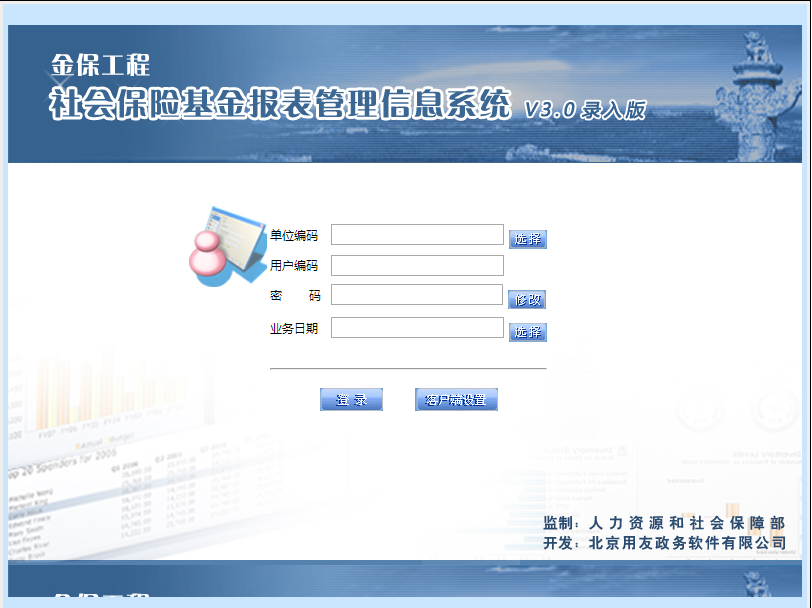 金保工程
社会保险基金报表管理信息系统 V3.0 录入版
单位编码 选择
用户编码
密 码 修改
业务日期 选择
登 录 客户端设置
监制：人力资源和社会保障部
开发：北京用友政务软件有限公司